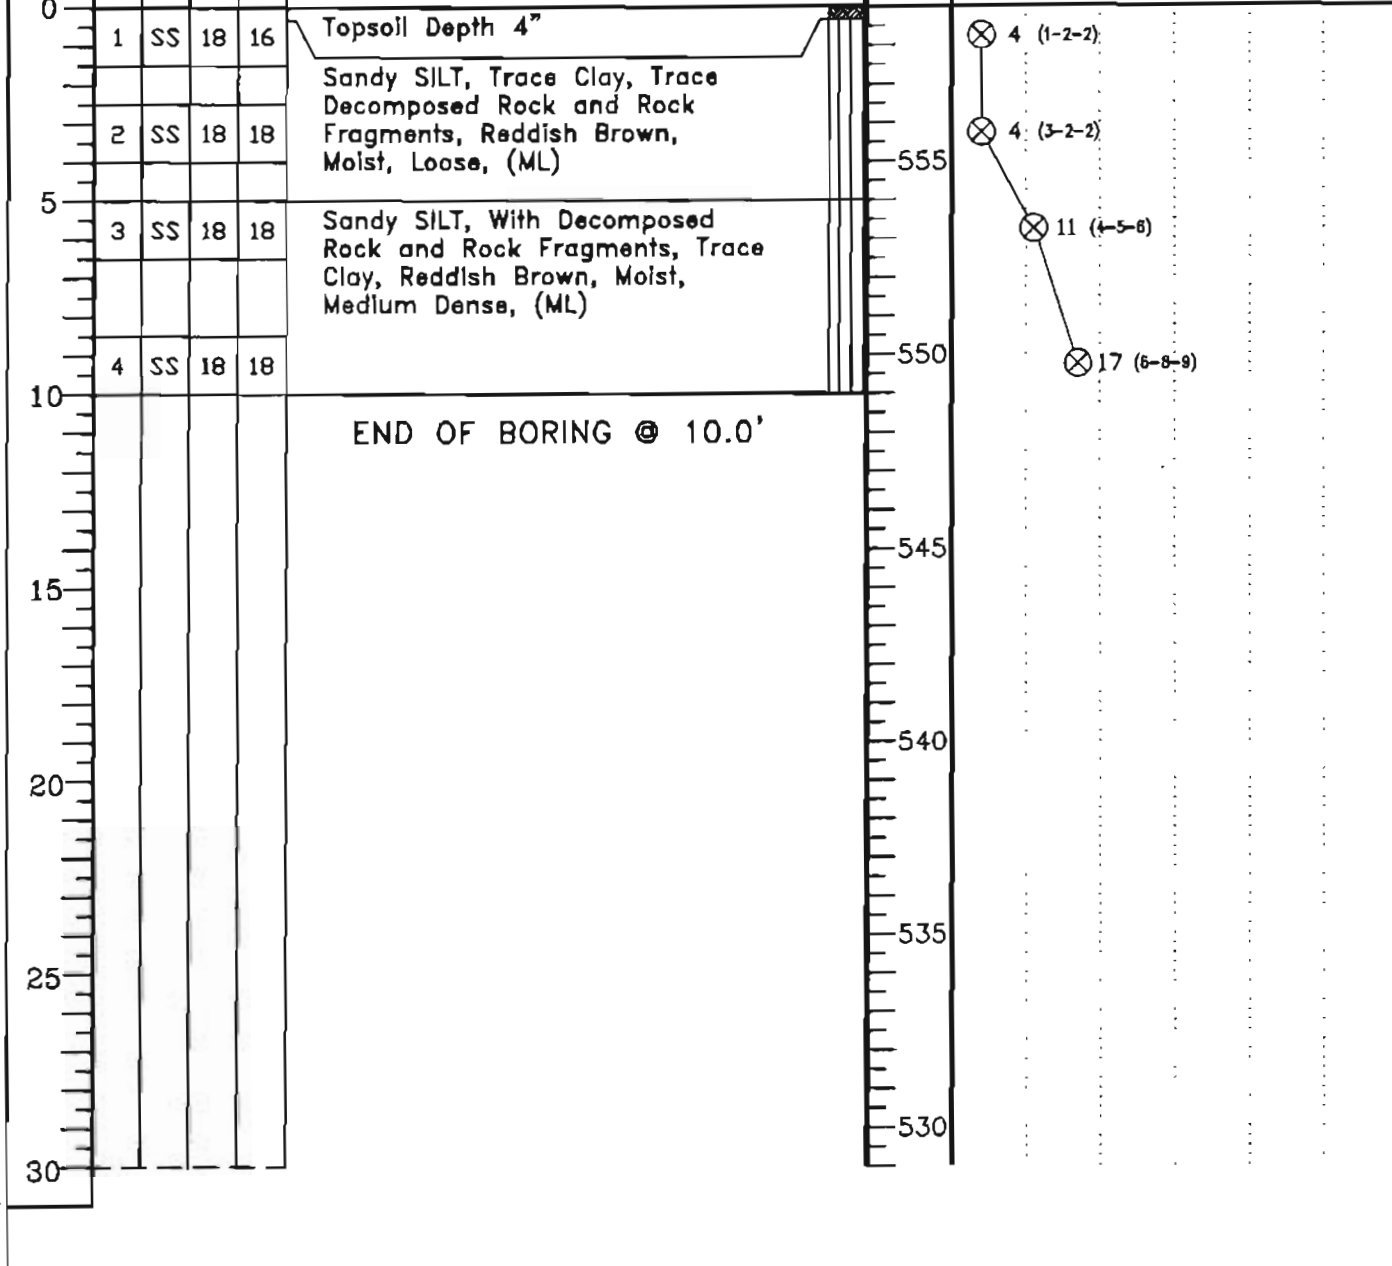 0
1 SS 18 16
Topsoil Depth 4"
4 (1-2-2)
Sandy SILT, Trace Clay, Trace
Decomposed Rock and Rock
Fragments, Reddish Brown,
Moist, Loose, (ML)
2 SS 18 18
4 (3-2-2)
555
5
3 SS 18 18
Sandy SILT, With Decomposed
Rock and Rock Fragments, Trace
Clay, Reddish Brown, Moist,
Medium Dense, (ML)
11 (4-5-6)
550
4 SS 18 18
17 (6-8-9)
10
END OF BORING @ 10.0'
545
15
540
20
535
25
530
30